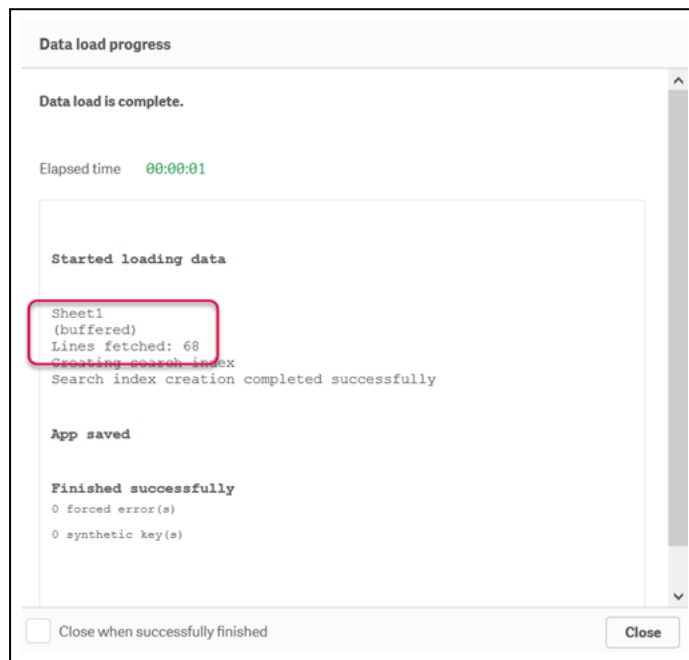 Data load progress
Data load is complete.
Elapsed time 00:00:01
Started loading data
Sheet1
(buffered)
Lines fetched: 68
Creating search index
Search index creation completed successfully
App saved
Finished successfully
0 forced error(s)
0 synthetic key(s)
Close when successfully finished
Close